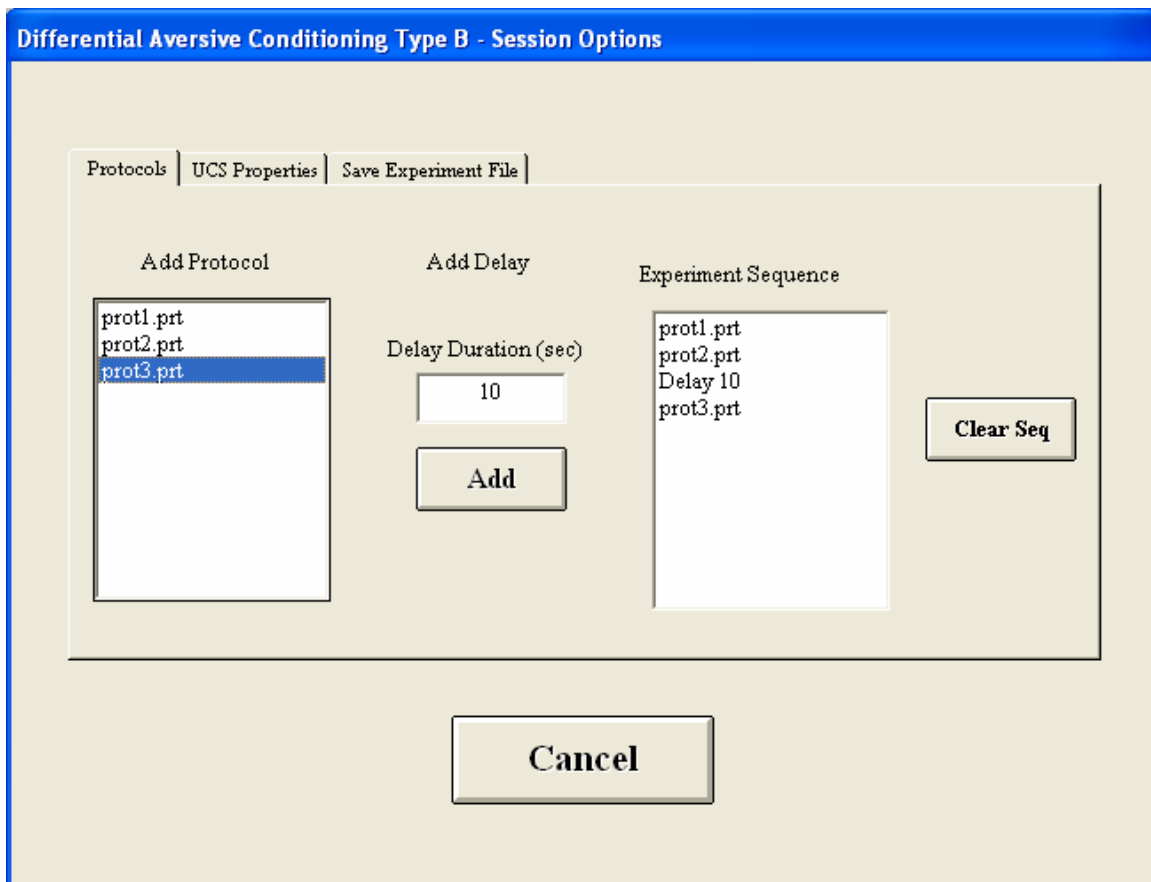 Differential Aversive Conditioning Type B - Session Options
Protocols
UCS Properties
Save Experiment File
Add Protocol
prot1.prt
prot2.prt
prot3.prt
Add Delay
Delay Duration (sec)
10
Add
Experiment Sequence
prot1.prt
prot2.prt
Delay 10
prot3.prt
Clear Seq
Cancel